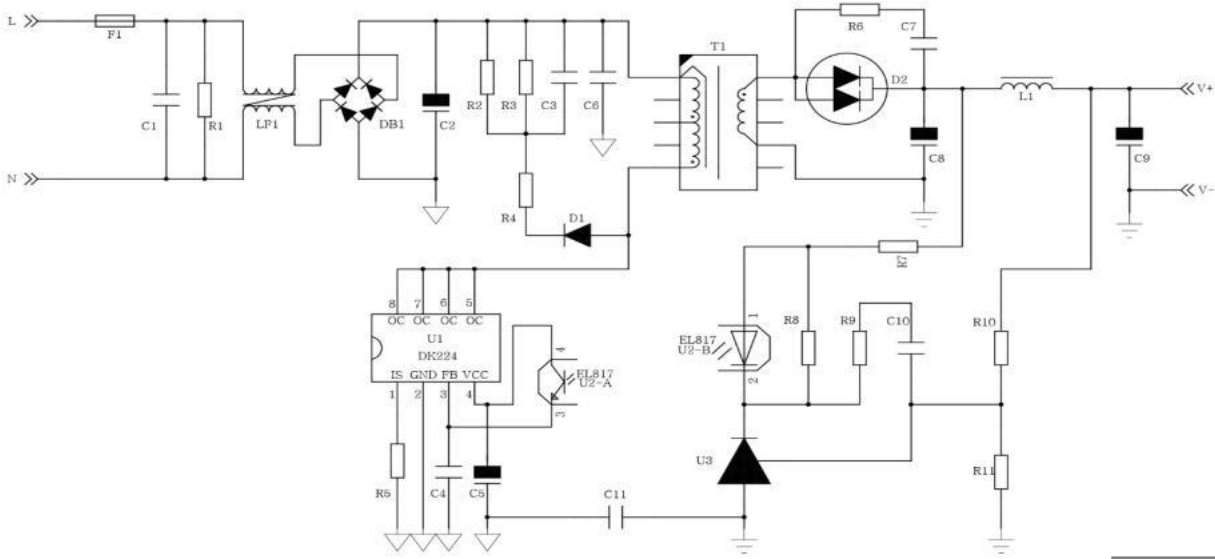 L
F1
R6
C7
T1
D2
R2
R3
C3
C6
C1
R1
LF1
DB1
C2
L1
V+
C8
C9
N
V-
R4
D1
R7
8 7 6 5
OC OC OC OC
U1
DK224
IS GND FB VCC
1 2 3 4
4
EL817
U2-A
3
1
EL817
U2-B
2
R8
R9
C10
R10
U3
R11
R5
C4
C5
C11